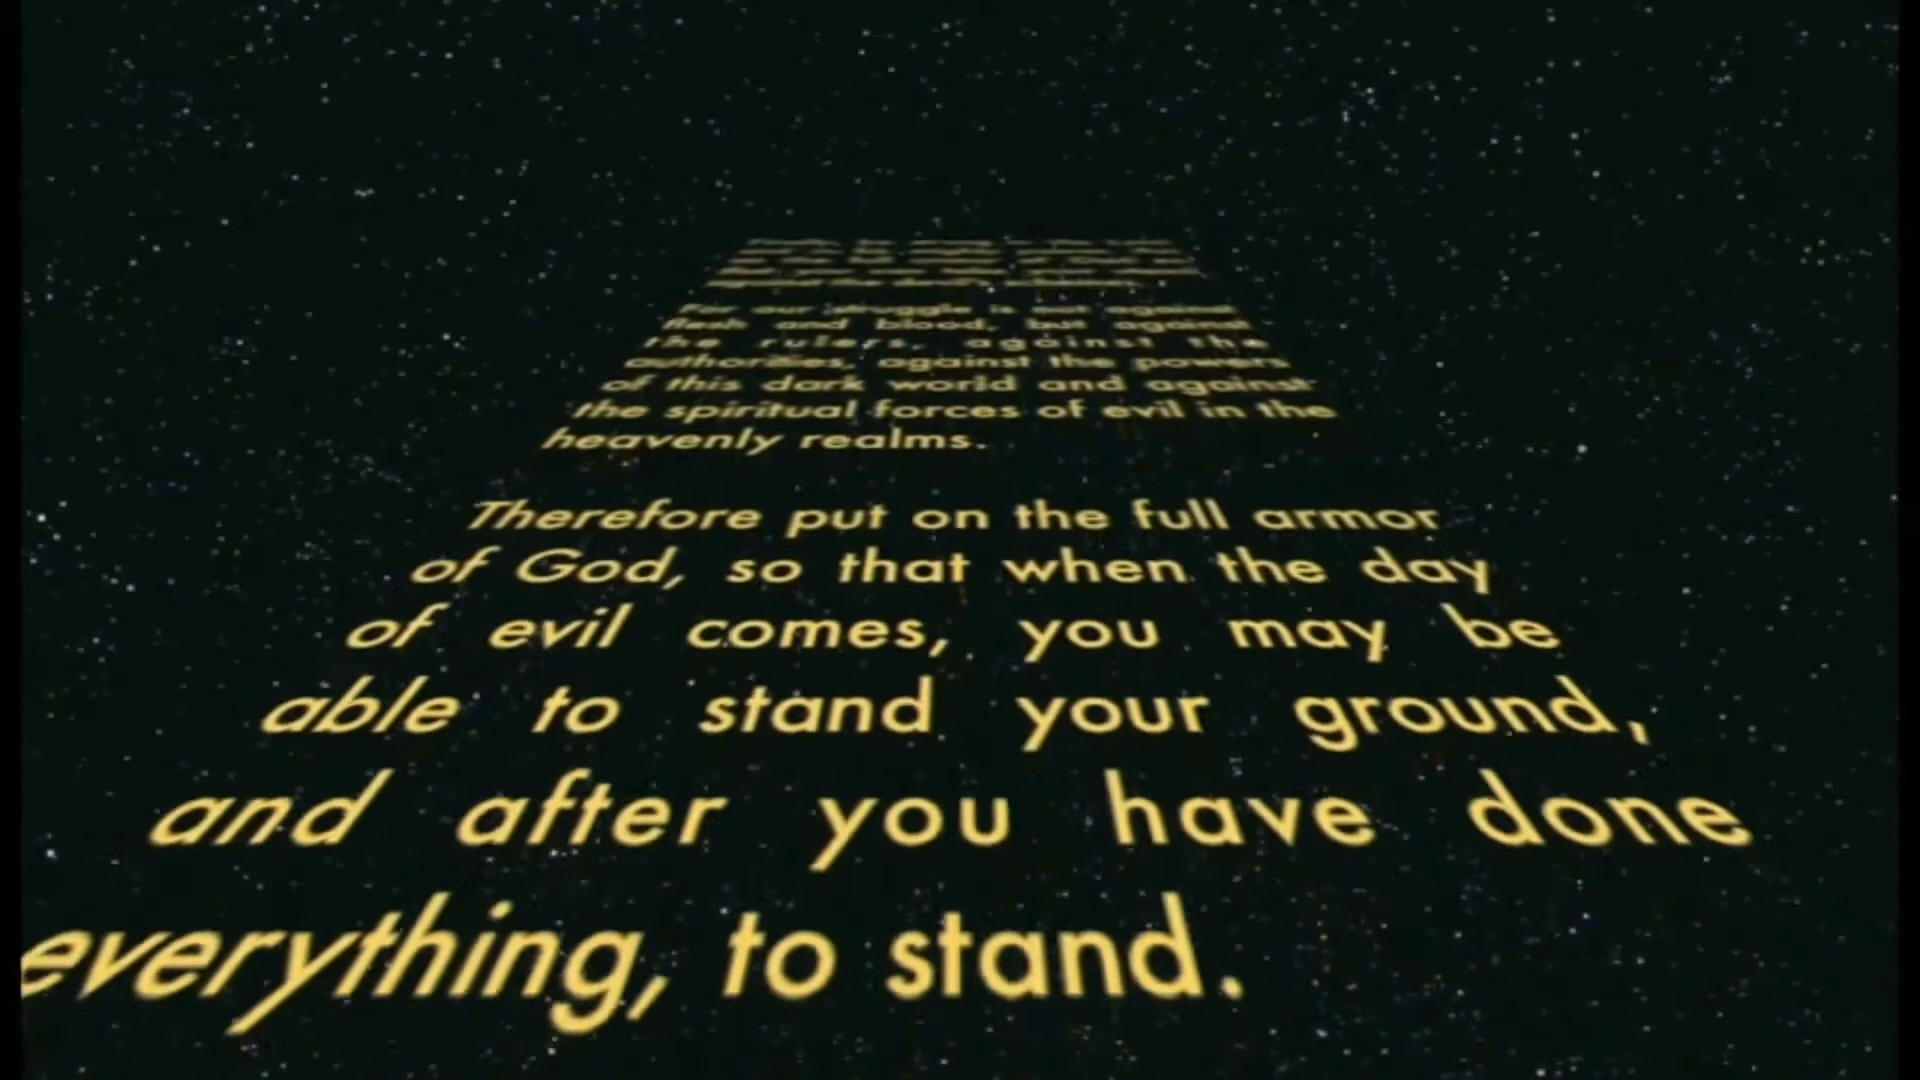 For our struggle is not against
flesh and blood, but against
the rulers, against the
authorities, against the powers
of this dark world and against
the spiritual forces of evil in the
heavenly realms.
Therefore put on the full armor
of God, so that when the day
of evil comes, you may be
able to stand your ground,
and after you have done
everything, to stand.